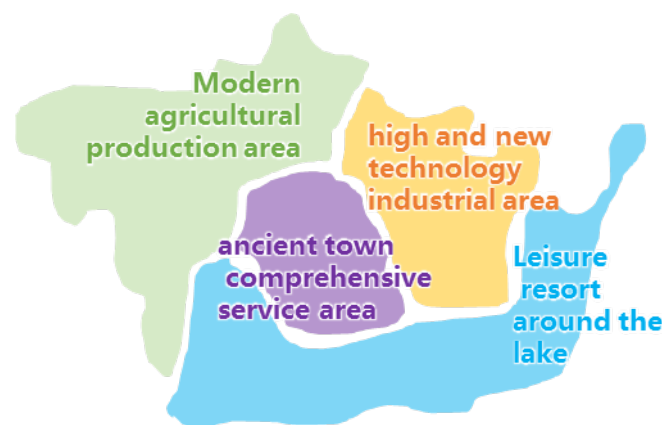 Modern
agricultural
production area
high and new
technology
industrial area
ancient town
comprehensive
service area
Leisure
resort
around the
lake